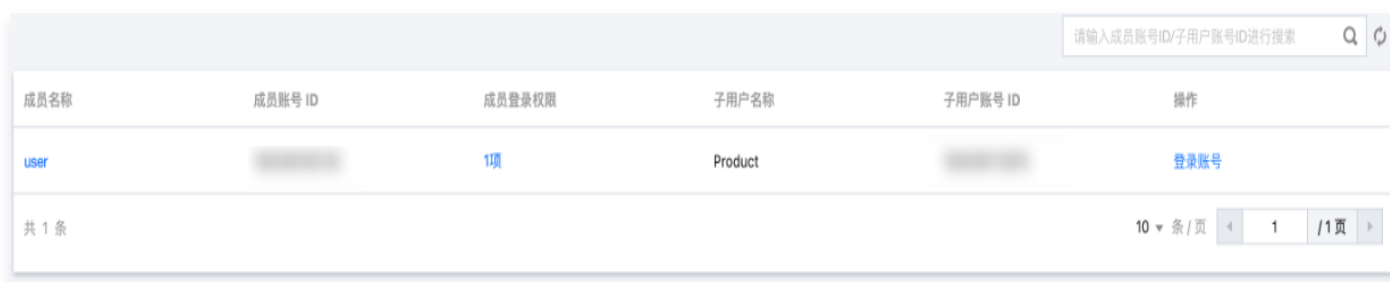 请输入成员账号ID/子用户账号ID进行搜索
成员名称 成员账号 ID 成员登录权限 子用户名称 子用户账号 ID 操作
user 1项 Product 登录账号
共 1 条 10 条 / 页 1 / 1 页